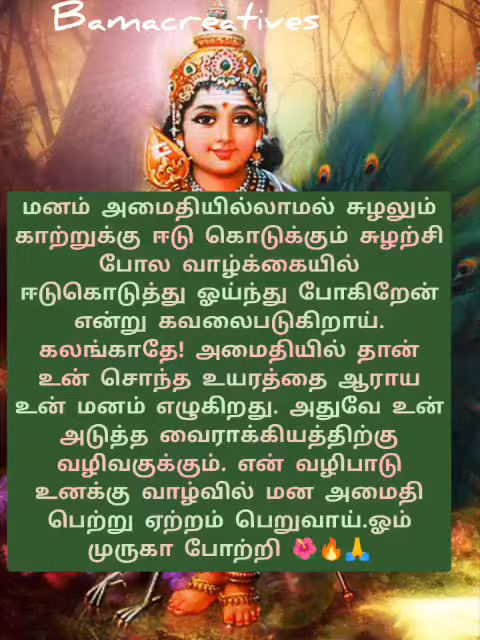 Bamacreatives
மனம் அமைதியில்லாமல் சுழலும்
காற்றுக்கு ஈடு கொடுக்கும் சுழற்சி
போல வாழ்க்கையில்
ஈடுகொடுத்து ஓய்ந்து போகிறேன்
என்று கவலைபடுகிறாய்.
கலங்காதே! அமைதியில் தான்
உன் சொந்த உயரத்தை ஆராய
உன் மனம் எழுகிறது. அதுவே உன்
அடுத்த வைராக்கியத்திற்கு
வழிவகுக்கும். என் வழிபாடு
உனக்கு வாழ்வில் மன அமைதி
பெற்று ஏற்றம் பெறுவாய்.ஓம்
முருகா போற்றி 🌺🔥🙏